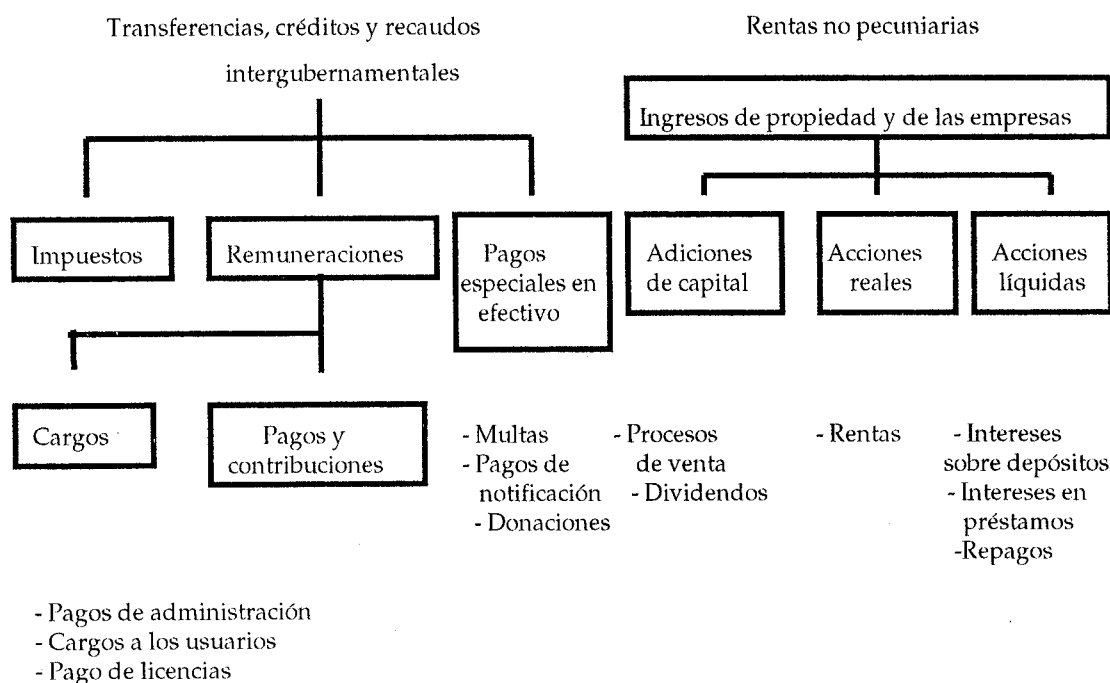 Transferencias, créditos y recaudos
intergubernamentales
Rentas no pecuniarias
Ingresos de propiedad y de las empresas
Impuestos
Remuneraciones
Pagos
especiales en
efectivo
Adiciones
de capital
Acciones
reales
Acciones
líquidas
Cargos
Pagos y
contribuciones
- Multas
- Pagos de
notificación
- Donaciones
- Procesos
de venta
- Dividendos
- Rentas
- Intereses
sobre depósitos
- Intereses en
préstamos
-Repagos
- Pagos de administración
- Cargos a los usuarios
- Pago de licencias